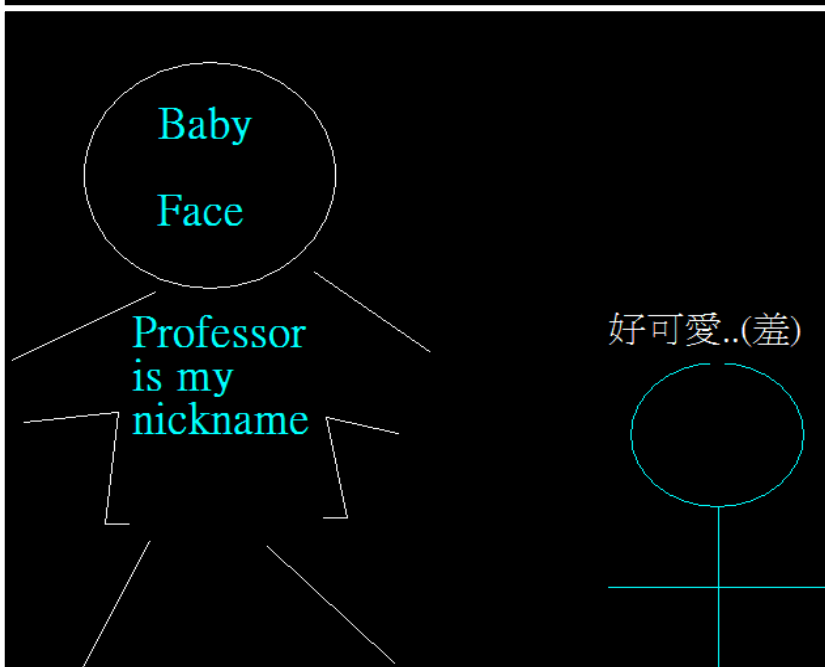 Baby
Face
Professor
is my
nickname
好可愛..(羞)